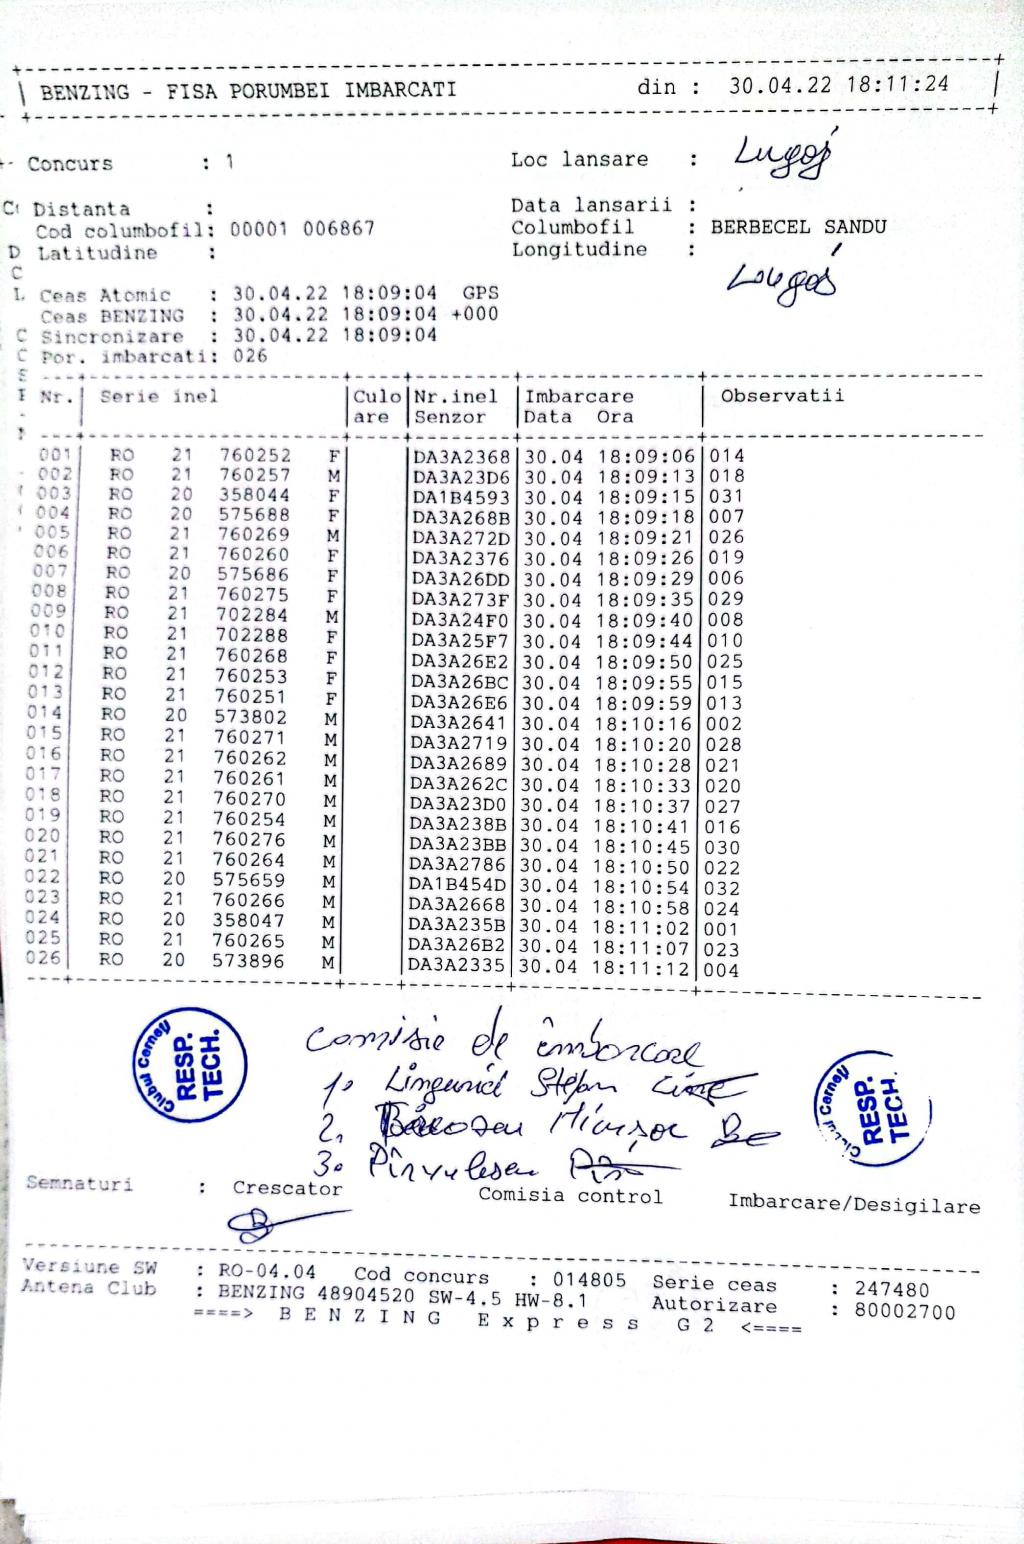 BENZING - FISA PORUMBEI IMBARCATI din : 30.04.22 18:11:24
Concurs : 1 Loc lansare : Lugoj
Distanta : Data lansarii :
Cod columbofil: 00001 006867 Columbofil : BERBECEL SANDU
Latitudine : Longitudine :
Ceas Atomic : 30.04.22 18:09:04 GPS
Ceas BENZING : 30.04.22 18:09:04 +000
Sincronizare : 30.04.22 18:09:04
Por. imbarcati: 026
Nr. Serie inel Culo Nr.inel Imbarcare Observatii
are Senzor Data Ora
001 RO 21 760252 F DA3A2368 30.04 18:09:06 014
002 RO 21 760257 M DA3A23D6 30.04 18:09:13 018
003 RO 20 358044 F DA1B4593 30.04 18:09:15 031
004 RO 20 575688 F DA3A268B 30.04 18:09:18 007
005 RO 21 760269 M DA3A272D 30.04 18:09:21 026
006 RO 21 760260 F DA3A2376 30.04 18:09:26 019
007 RO 20 575686 F DA3A26DD 30.04 18:09:29 006
008 RO 21 760275 F DA3A273F 30.04 18:09:35 029
009 RO 21 702284 M DA3A24F0 30.04 18:09:40 008
010 RO 21 702288 F DA3A25F7 30.04 18:09:44 010
011 RO 21 760268 F DA3A26E2 30.04 18:09:50 025
012 RO 21 760253 F DA3A26BC 30.04 18:09:55 015
013 RO 21 760251 F DA3A26E6 30.04 18:09:59 013
014 RO 20 573802 M DA3A2641 30.04 18:10:16 002
015 RO 21 760271 M DA3A2719 30.04 18:10:20 028
016 RO 21 760262 M DA3A2689 30.04 18:10:28 021
017 RO 21 760261 M DA3A262C 30.04 18:10:33 020
018 RO 21 760270 M DA3A23D0 30.04 18:10:37 027
019 RO 21 760254 M DA3A238B 30.04 18:10:41 016
020 RO 21 760276 M DA3A23BB 30.04 18:10:45 030
021 RO 21 760264 M DA3A2786 30.04 18:10:50 022
022 RO 20 575659 M DA1B454D 30.04 18:10:54 032
023 RO 21 760266 M DA3A2668 30.04 18:10:58 024
024 RO 20 358047 M DA3A235B 30.04 18:11:02 001
025 RO 21 760265 M DA3A26B2 30.04 18:11:07 023
026 RO 20 573896 M DA3A2335 30.04 18:11:12 004
Clubul Carnay RESP. TECH.
Comisie de îmborcare
1.
2.
3. Pîrvulescu
Clubul Carnay RESP. TECH.
Semnaturi : Crescator Comisia control Imbarcare/Desigilare
Versiune SW : RO-04.04 Cod concurs : 014805 Serie ceas : 247480
Antena Club : BENZING 48904520 SW-4.5 HW-8.1 Autorizare : 80002700
====> B E N Z I N G E x p r e s s G 2 <====